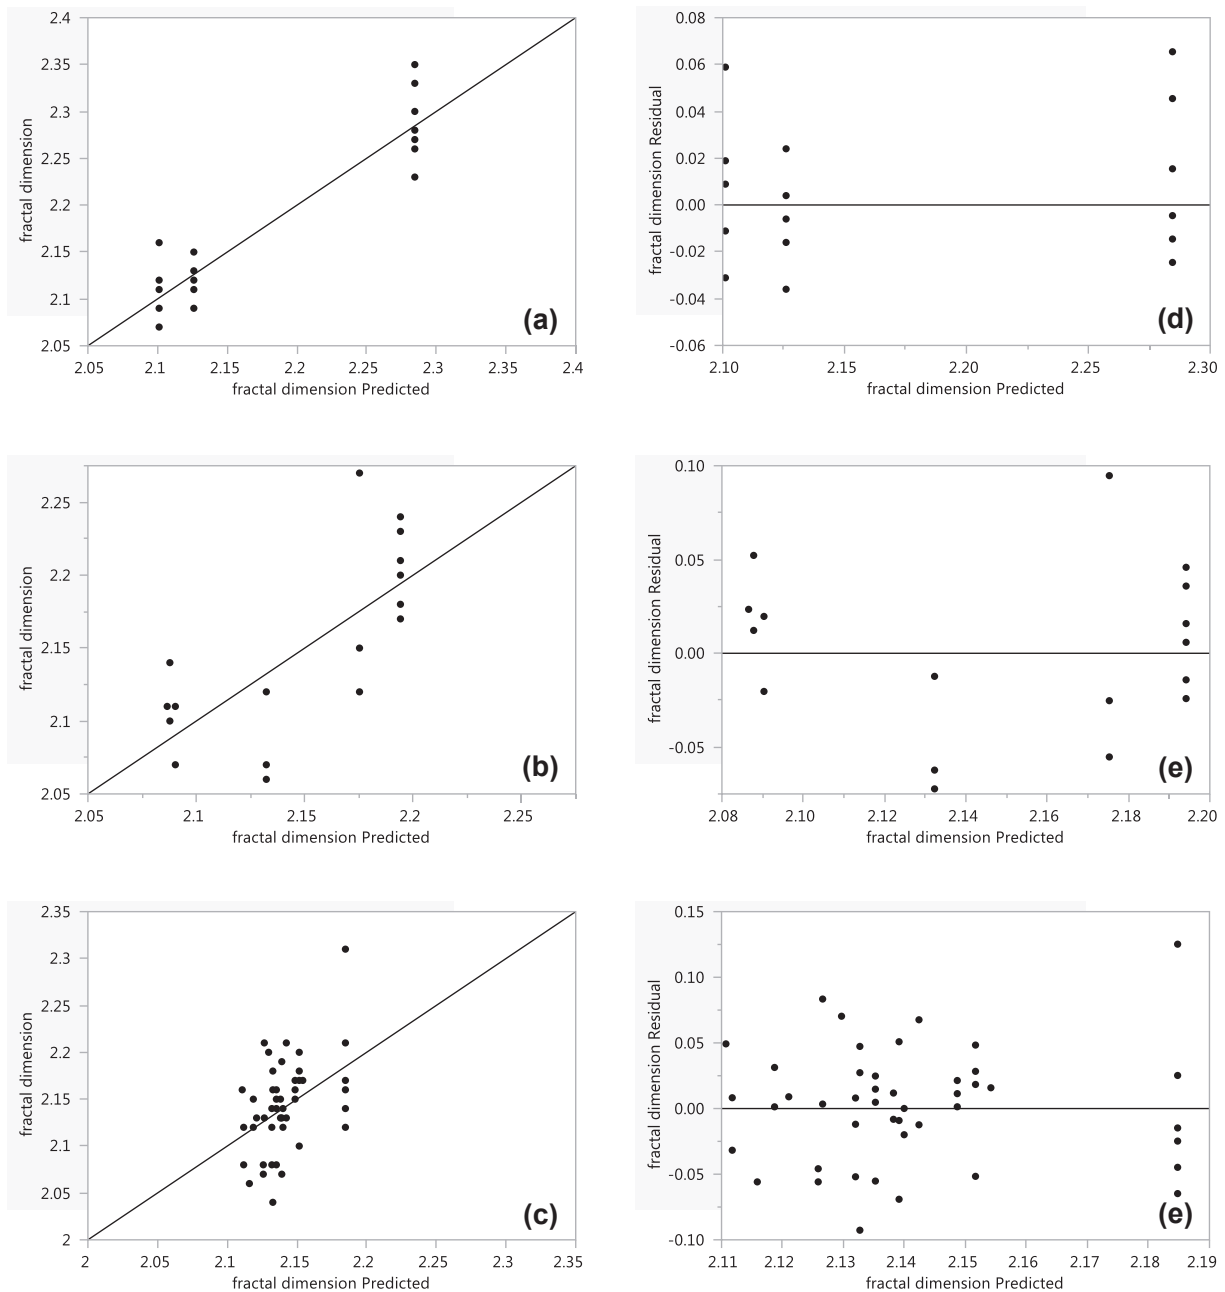 2.4
2.35
2.3
2.25
2.2
2.15
2.1
2.05
fractal dimension
2.05 2.1 2.15 2.2 2.25 2.3 2.35 2.4
fractal dimension Predicted
(a)
0.08
0.06
0.04
0.02
0.00
-0.02
-0.04
-0.06
fractal dimension Residual
2.10 2.15 2.20 2.25 2.30
fractal dimension Predicted
(d)
2.25
2.2
2.15
2.1
2.05
fractal dimension
2.05 2.1 2.15 2.2 2.25
fractal dimension Predicted
(b)
0.10
0.05
0.00
-0.05
fractal dimension Residual
2.08 2.10 2.12 2.14 2.16 2.18 2.20
fractal dimension Predicted
(e)
2.35
2.3
2.25
2.2
2.15
2.1
2.05
2
fractal dimension
2 2.05 2.1 2.15 2.2 2.25 2.3 2.35
fractal dimension Predicted
(c)
0.15
0.10
0.05
0.00
-0.05
-0.10
fractal dimension Residual
2.11 2.12 2.13 2.14 2.15 2.16 2.17 2.18 2.19
fractal dimension Predicted
(e)